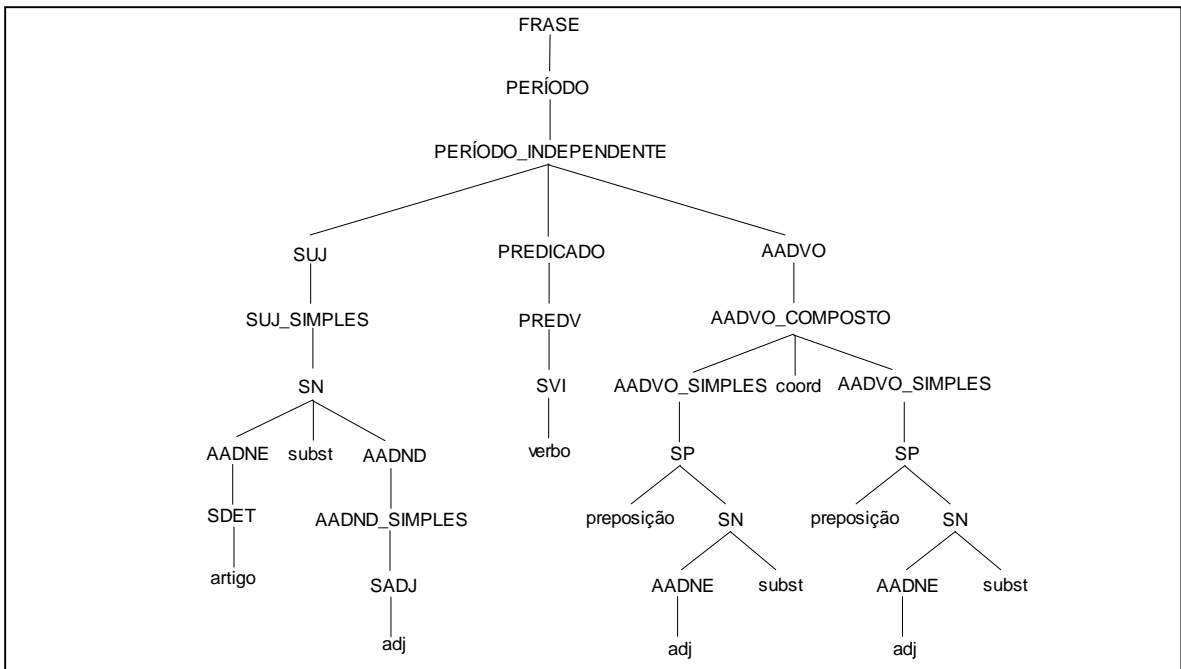 FRASE
PERÍODO
PERÍODO_INDEPENDENTE
SUJ PREDICADO AADVO
SUJ_SIMPLES PREDV AADVO_COMPOSTO
SN SVI AADVO_SIMPLES coord AADVO_SIMPLES
AADNE subst AADND verbo SP SP
SDET AADND_SIMPLES preposição SN preposição SN
artigo SADJ AADNE subst AADNE subst
adj adj adj